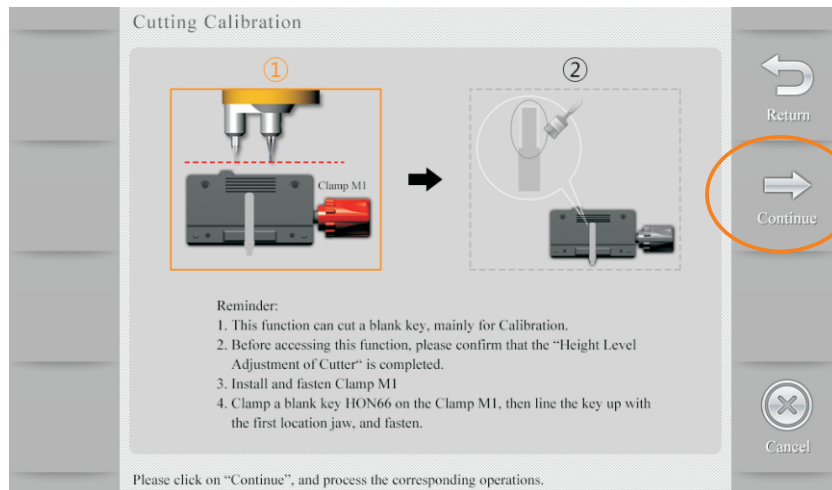 Cutting Calibration
①
②
Clamp M1
Return
Continue
Reminder:
1. This function can cut a blank key, mainly for Calibration.
2. Before accessing this function, please confirm that the “Height Level
Adjustment of Cutter“ is completed.
3. Install and fasten Clamp M1
4. Clamp a blank key HON66 on the Clamp M1, then line the key up with
the first location jaw, and fasten.
Cancel
Please click on “Continue”, and process the corresponding operations.